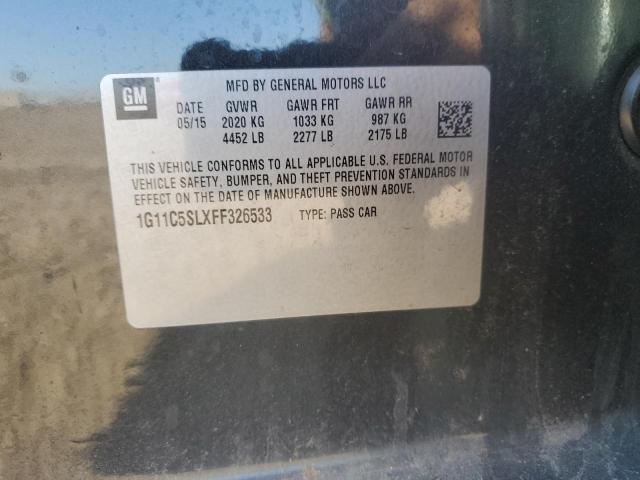 GM
MFD BY GENERAL MOTORS LLC
DATE GVWR GAWR FRT GAWR RR
05/15 2020 KG 1033 KG 987 KG
4452 LB 2277 LB 2175 LB
THIS VEHICLE CONFORMS TO ALL APPLICABLE U.S. FEDERAL MOTOR
VEHICLE SAFETY, BUMPER, AND THEFT PREVENTION STANDARDS IN
EFFECT ON THE DATE OF MANUFACTURE SHOWN ABOVE.
1G11C5SLXFF326533 TYPE: PASS CAR